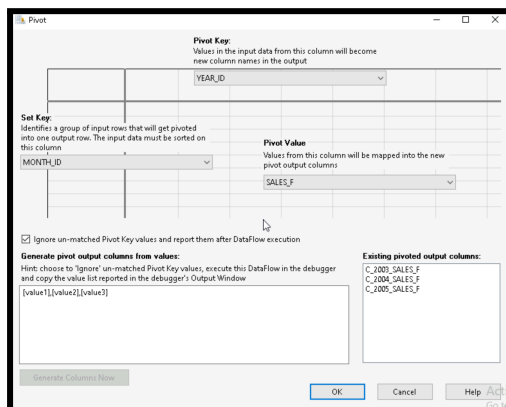 Pivot
Pivot Key:
Values in the input data from this column will become
new column names in the output
YEAR_ID
Set Key:
Identifies a group of input rows that will get pivoted
into one output row. The input data must be sorted on
this column
MONTH_ID
Pivot Value
Values from this column will be mapped into the new
pivot output columns
SALES_F
Ignore un-matched Pivot Key values and report them after DataFlow execution
Generate pivot output columns from values:
Hint: choose to 'Ignore' un-matched Pivot Key values, execute this DataFlow in the debugger
and copy the value list reported in the debugger's Output Window
[value1],[value2],[value3]
Existing pivoted output columns:
C_2003_SALES_F
C_2004_SALES_F
C_2005_SALES_F
Generate Columns Now
OK
Cancel
Help